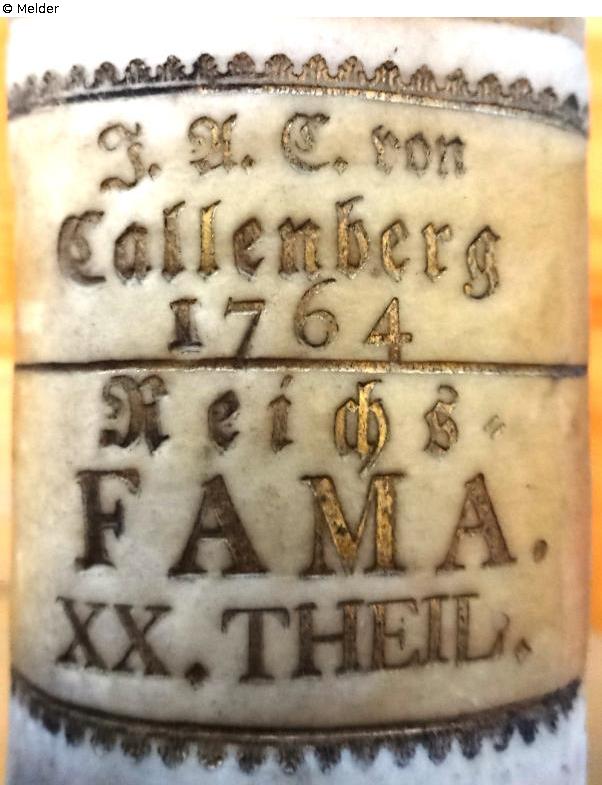 © Melder
J. A. C. von
Callenberg
1764
Reichs-
FAMA.
XX. THEIL.